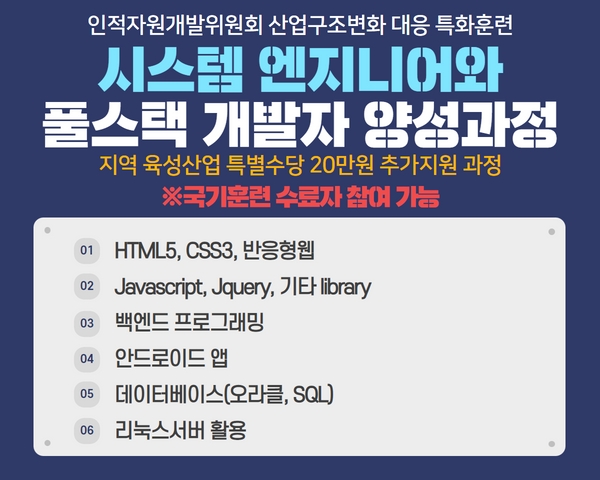 인적자원개발위원회 산업구조변화 대응 특화훈련
시스템 엔지니어와
풀스택 개발자 양성과정
지역 육성산업 특별수당 20만원 추가지원 과정
※국기훈련 수료자 참여 가능
01 HTML5, CSS3, 반응형웹
02 Javascript, Jquery, 기타 library
03 백엔드 프로그래밍
04 안드로이드 앱
05 데이터베이스(오라클, SQL)
06 리눅스서버 활용